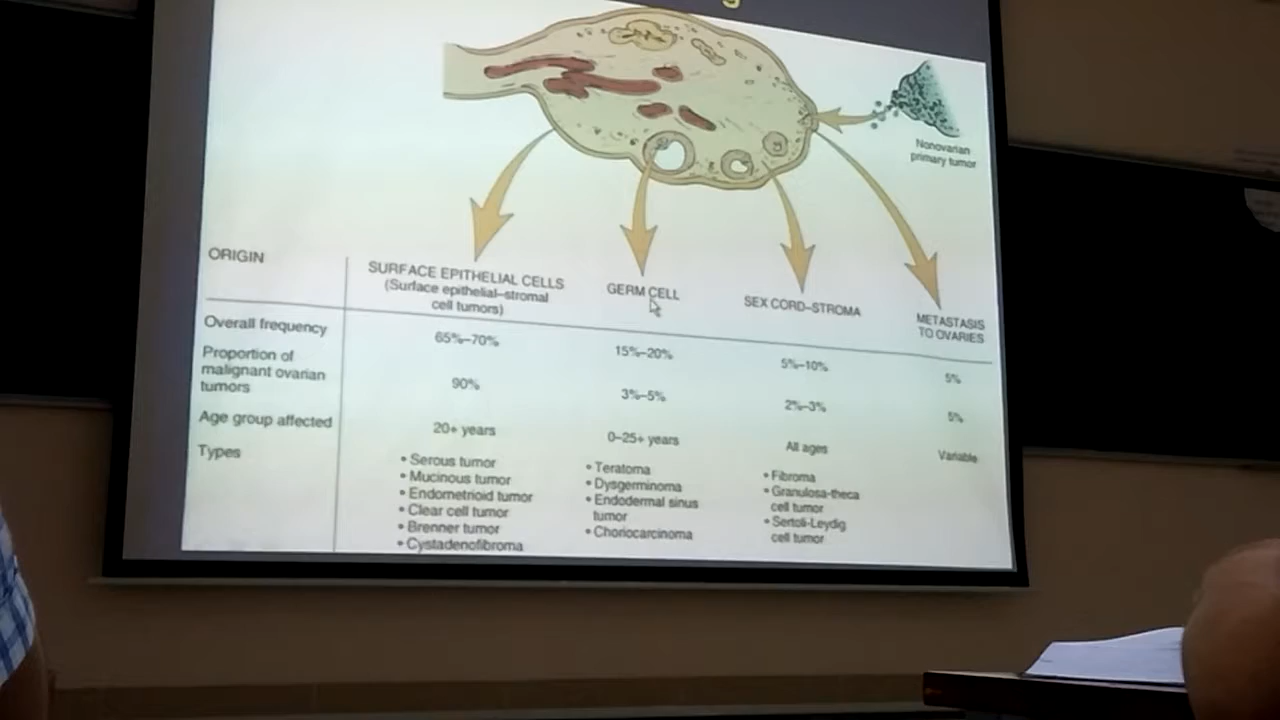 Nonovarian
primary tumor
ORIGIN
SURFACE EPITHELIAL CELLS
(Surface epithelial–stromal
cell tumors)
GERM CELL
SEX CORD–STROMA
METASTASIS
TO OVARIES
Overall frequency
65%–70%
15%–20%
5%–10%
5%
Proportion of
malignant ovarian
tumors
90%
3%–5%
2%–3%
5%
Age group affected
20+ years
0–25+ years
All ages
Variable
Types
• Serous tumor
• Mucinous tumor
• Endometrioid tumor
• Clear cell tumor
• Brenner tumor
• Cystadenofibroma
• Teratoma
• Dysgerminoma
• Endodermal sinus
tumor
• Choriocarcinoma
• Fibroma
• Granulosa-theca
cell tumor
• Sertoli-Leydig
cell tumor